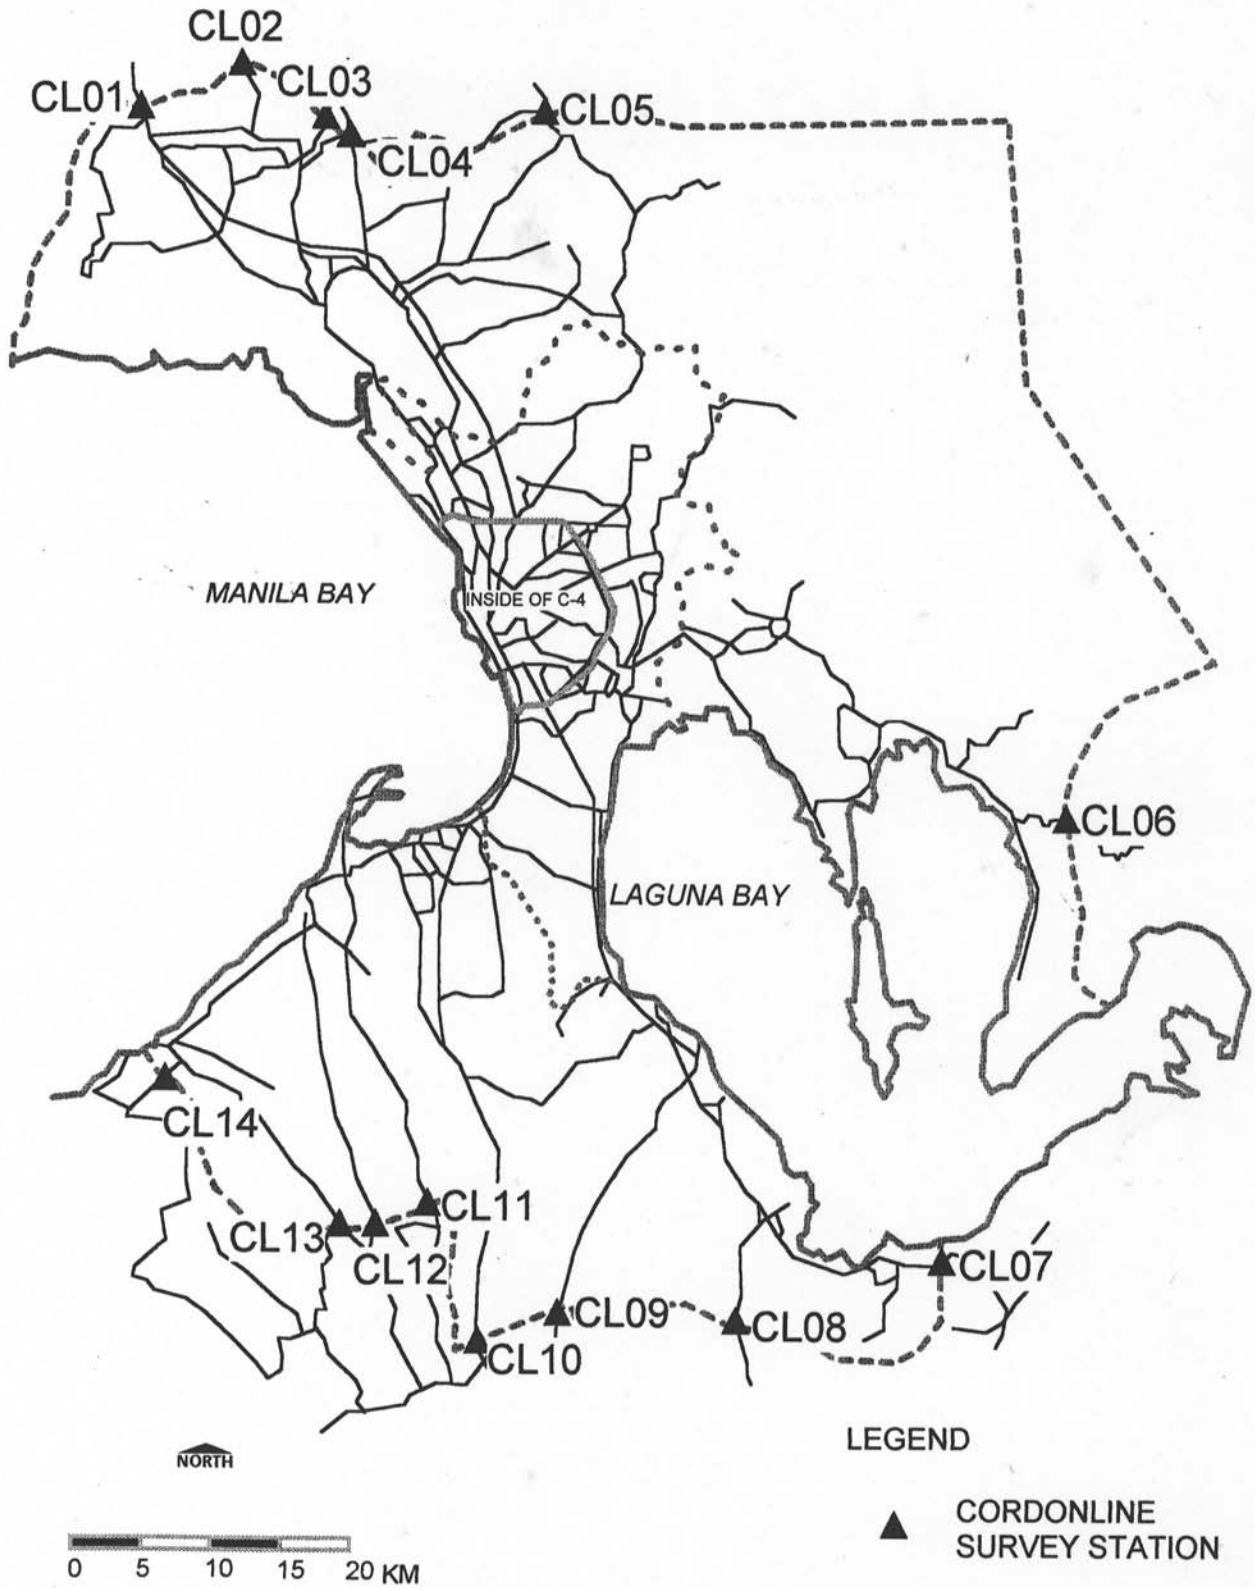 CL02
CL03
CL01
CL05
CL04
MANILA BAY
INSIDE OF C-4
CL06
LAGUNA BAY
CL14
CL11
CL13
CL12
CL07
CL09
CL08
CL10
LEGEND
NORTH
CORDONLINE
SURVEY STATION
0 5 10 15 20 KM